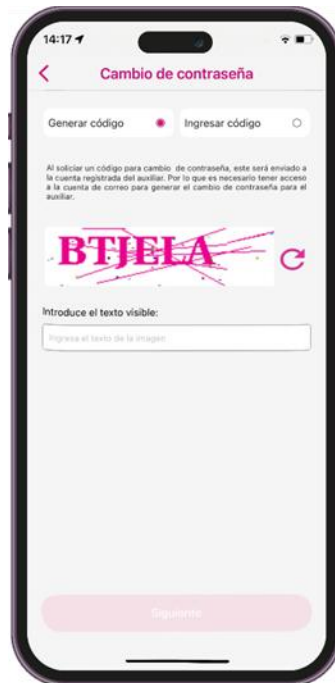 14:17
Cambio de contraseña
Generar código
Ingresar código
Al soliciar un código para cambio de contraseña, este será enviado a
la cuenta registrada del auxiliar. Por lo que es necesario tener acceso
a la cuenta de correo para generar el cambio de contraseña para el
auxiliar.
BTJELA
Introduce el texto visible:
Ingresa el texto de la imagen
Siguiente